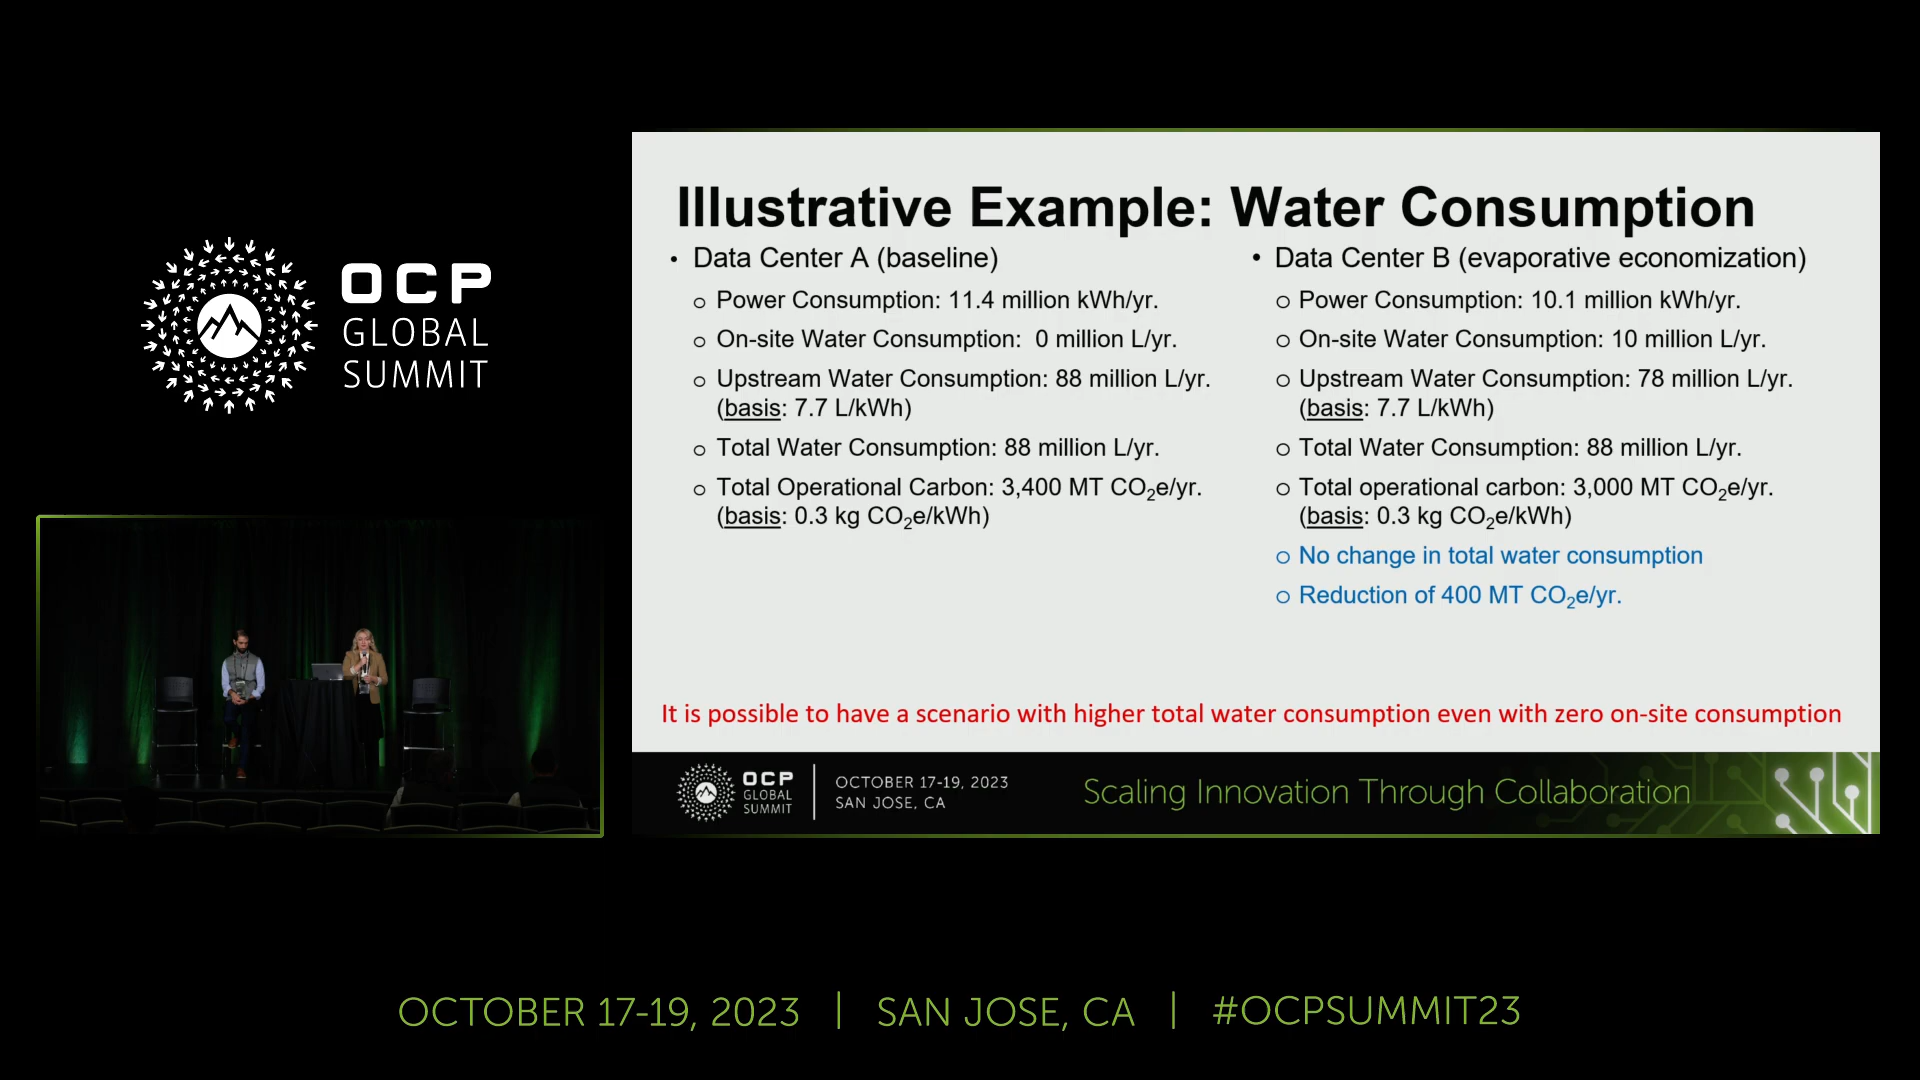 OCP
GLOBAL
SUMMIT
Illustrative Example: Water Consumption
• Data Center A (baseline)
o Power Consumption: 11.4 million kWh/yr.
o On-site Water Consumption: 0 million L/yr.
o Upstream Water Consumption: 88 million L/yr.
(basis: 7.7 L/kWh)
o Total Water Consumption: 88 million L/yr.
o Total Operational Carbon: 3,400 MT CO₂e/yr.
(basis: 0.3 kg CO₂e/kWh)
• Data Center B (evaporative economization)
o Power Consumption: 10.1 million kWh/yr.
o On-site Water Consumption: 10 million L/yr.
o Upstream Water Consumption: 78 million L/yr.
(basis: 7.7 L/kWh)
o Total Water Consumption: 88 million L/yr.
o Total operational carbon: 3,000 MT CO₂e/yr.
(basis: 0.3 kg CO₂e/kWh)
o No change in total water consumption
o Reduction of 400 MT CO₂e/yr.
It is possible to have a scenario with higher total water consumption even with zero on-site consumption
OCP
GLOBAL
SUMMIT
OCTOBER 17-19, 2023
SAN JOSE, CA
Scaling Innovation Through Collaboration
OCTOBER 17-19, 2023 | SAN JOSE, CA | #OCPSUMMIT23